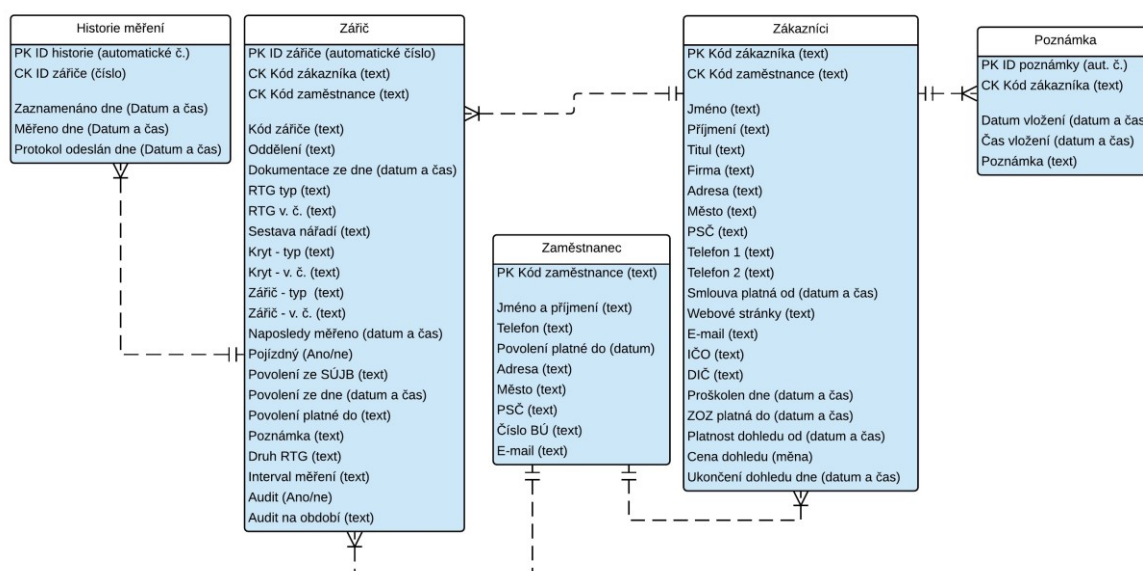 Historie měření
PK ID historie (automatické č.)
CK ID zářiče (číslo)
Zaznamenáno dne (Datum a čas)
Měřeno dne (Datum a čas)
Protokol odeslán dne (Datum a čas)
Zářič
PK ID zářiče (automatické číslo)
CK Kód zákazníka (text)
CK Kód zaměstnance (text)
Kód zářiče (text)
Oddělení (text)
Dokumentace ze dne (datum a čas)
RTG typ (text)
RTG v. č. (text)
Sestava nářadí (text)
Kryt - typ (text)
Kryt - v. č. (text)
Zářič - typ (text)
Zářič - v. č. (text)
Naposledy měřeno (datum a čas)
Pojízdný (Ano/ne)
Povolení ze SÚJB (text)
Povolení ze dne (datum a čas)
Povolení platné do (text)
Poznámka (text)
Druh RTG (text)
Interval měření (text)
Audit (Ano/ne)
Audit na období (text)
Zaměstnanec
PK Kód zaměstnance (text)
Jméno a příjmení (text)
Telefon (text)
Povolení platné do (datum)
Adresa (text)
Město (text)
PSČ (text)
Číslo BÚ (text)
E-mail (text)
Zákazníci
PK Kód zákazníka (text)
CK Kód zaměstnance (text)
Jméno (text)
Příjmení (text)
Titul (text)
Firma (text)
Adresa (text)
Město (text)
PSČ (text)
Telefon 1 (text)
Telefon 2 (text)
Smlouva platná od (datum a čas)
Webové stránky (text)
E-mail (text)
IČO (text)
DIČ (text)
Proškolen dne (datum a čas)
ZOZ platná do (datum a čas)
Platnost dohledu od (datum a čas)
Cena dohledu (měna)
Ukončení dohledu dne (datum a čas)
Poznámka
PK ID poznámky (aut. č.)
CK Kód zákazníka (text)
Datum vložení (datum a čas
Čas vložení (datum a čas)
Poznámka (text)